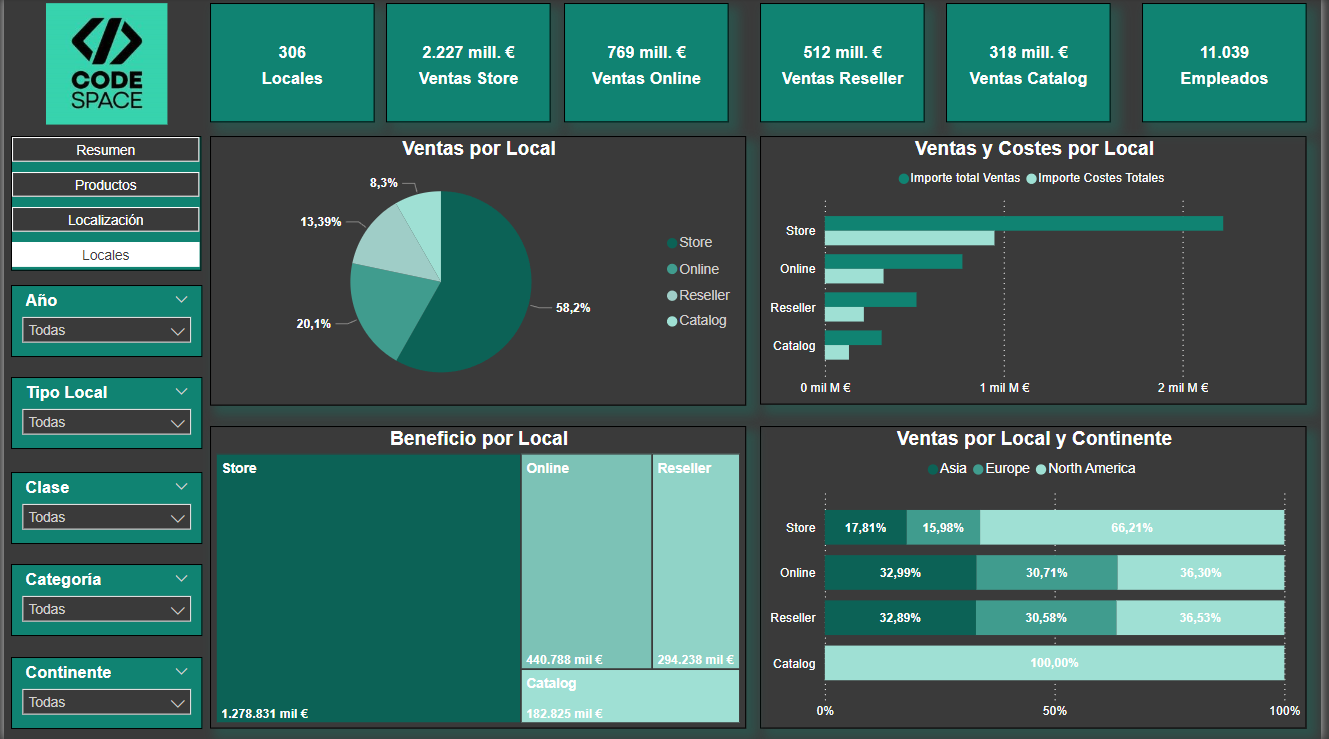 CODE
SPACE
306
Locales
2.227 mill. €
Ventas Store
769 mill. €
Ventas Online
512 mill. €
Ventas Reseller
318 mill. €
Ventas Catalog
11.039
Empleados
Resumen
Productos
Localización
Locales
Año
Todas
Tipo Local
Todas
Clase
Todas
Categoría
Todas
Continente
Todas
Ventas por Local
8,3%
13,39%
20,1%
58,2%
Store
Online
Reseller
Catalog
Ventas y Costes por Local
Importe total Ventas Importe Costes Totales
Store
Online
Reseller
Catalog
0 mil M € 1 mil M € 2 mil M €
Beneficio por Local
Store
1.278.831 mil €
Online
440.788 mil €
Reseller
294.238 mil €
Catalog
182.825 mil €
Ventas por Local y Continente
Asia Europe North America
Store 17,81% 15,98% 66,21%
Online 32,99% 30,71% 36,30%
Reseller 32,89% 30,58% 36,53%
Catalog 100,00%
0% 50% 100%